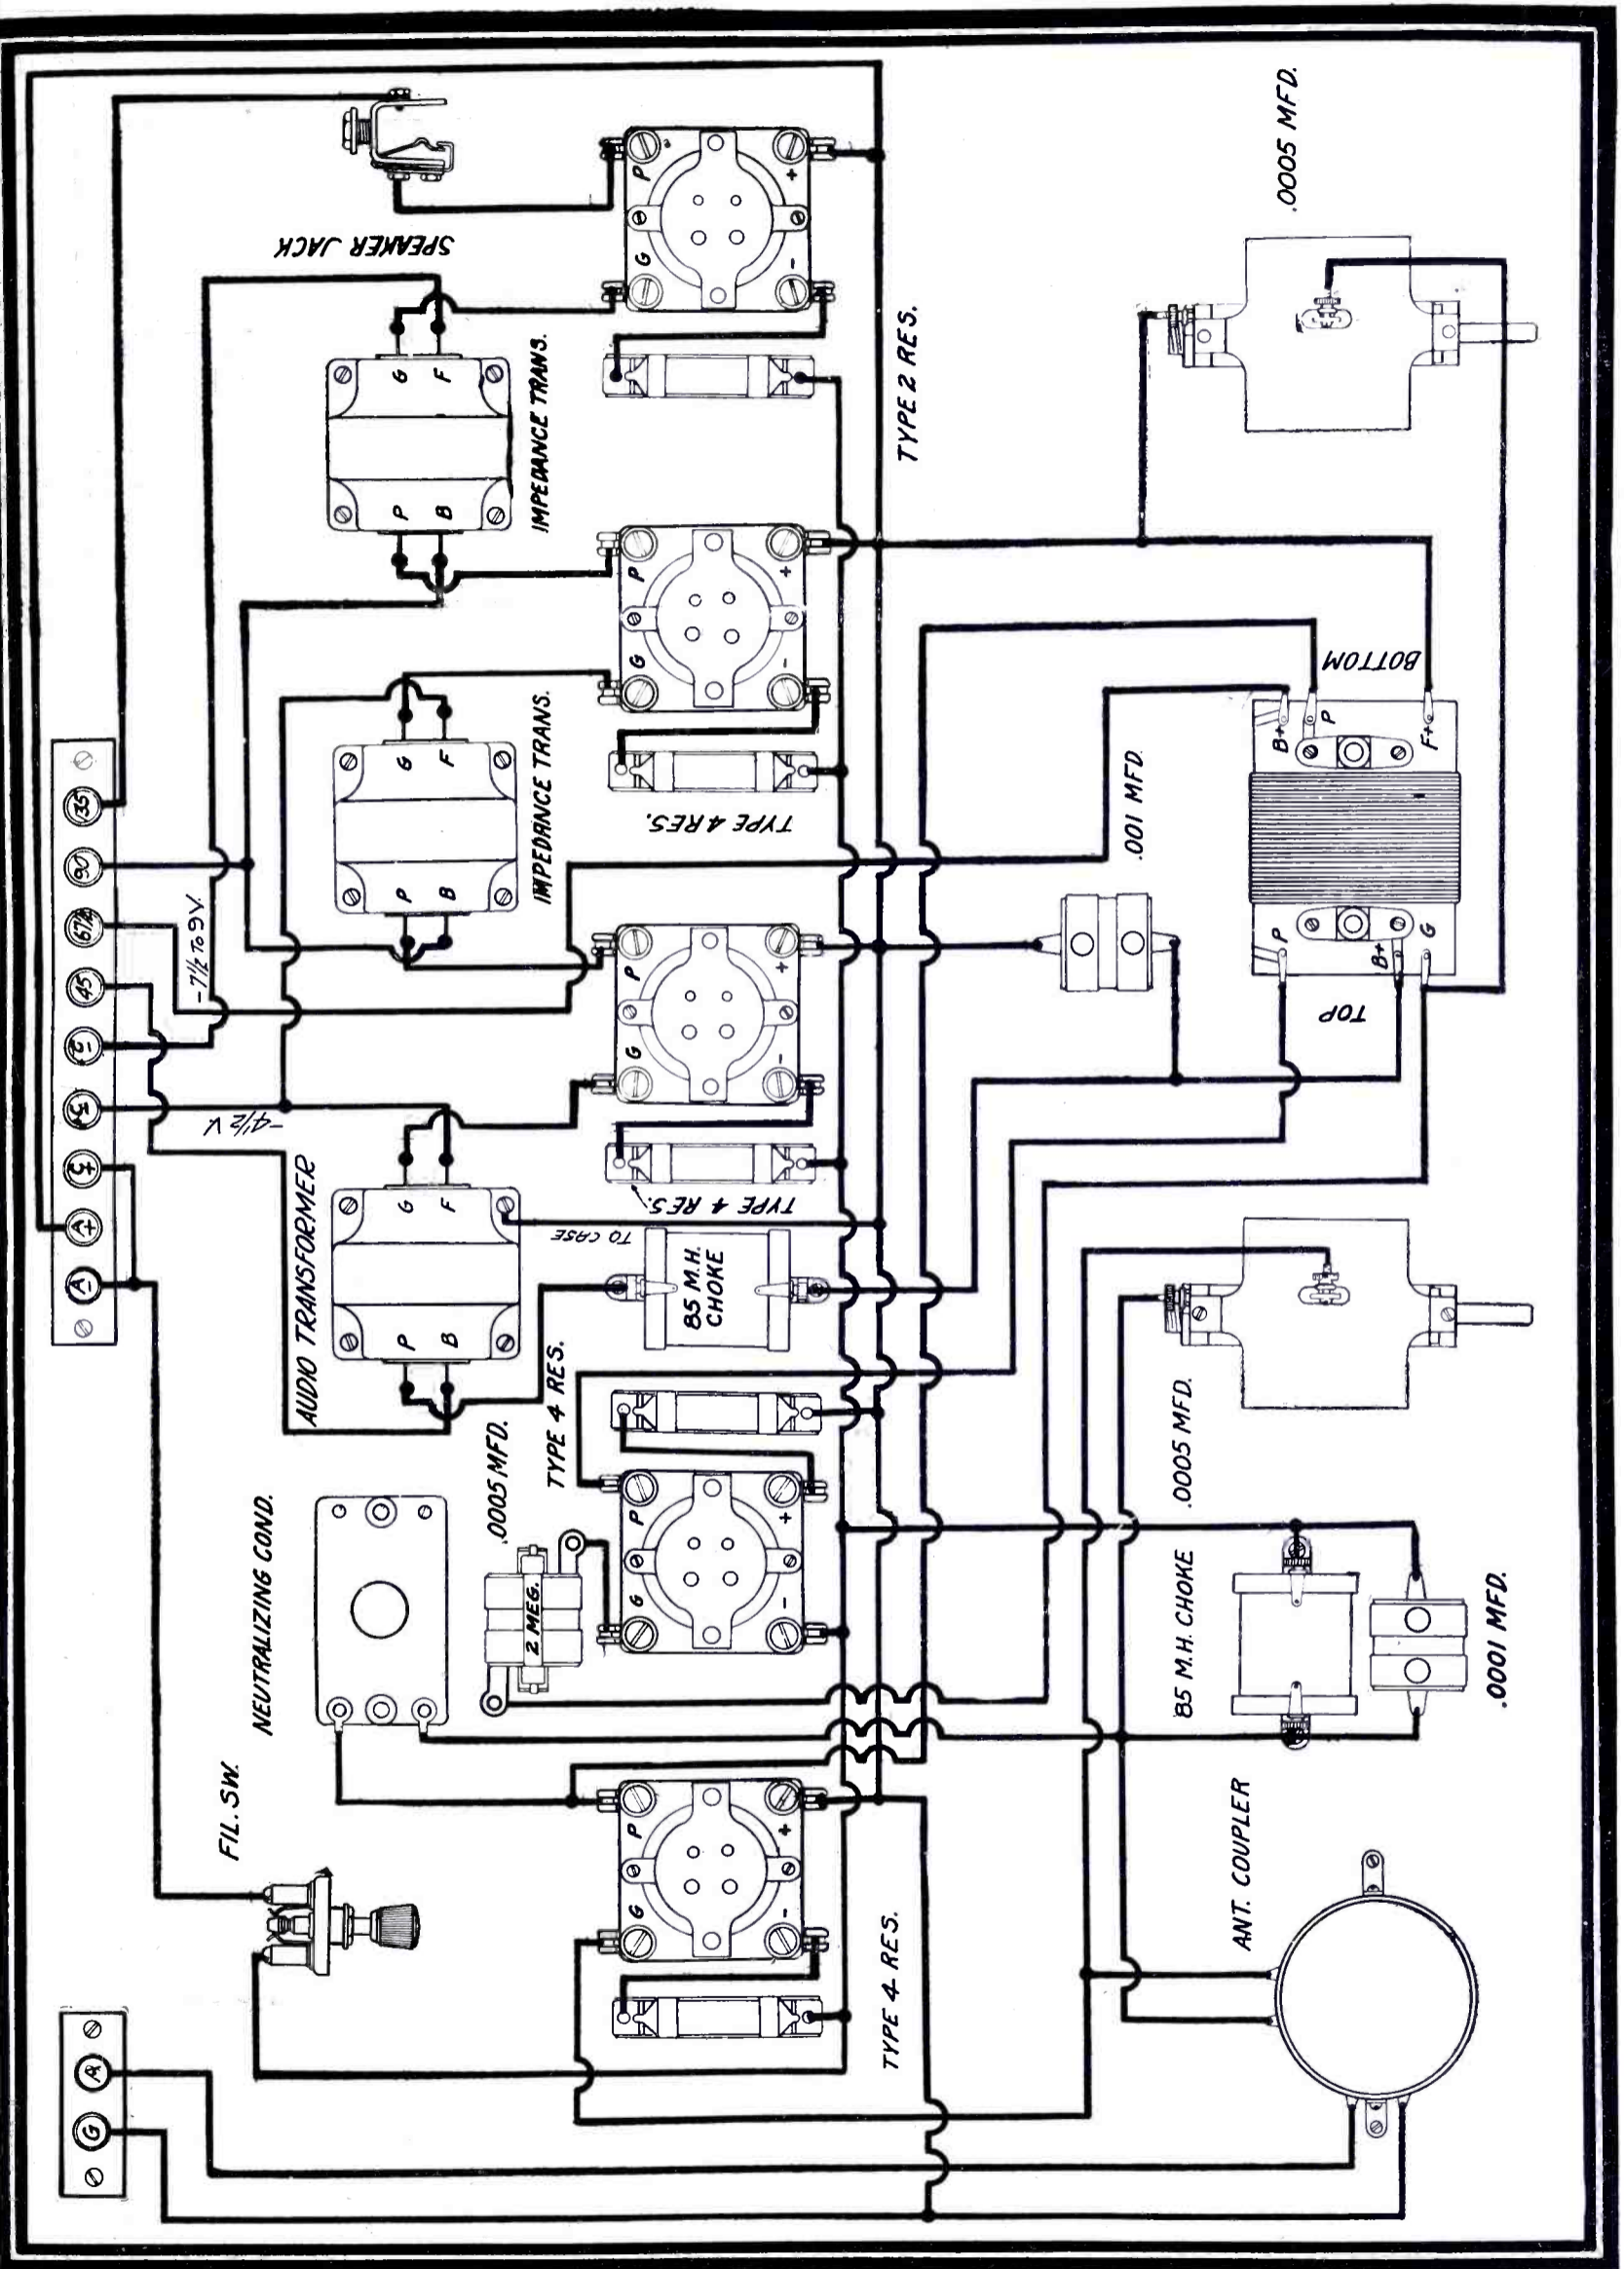 135
90
67½
45
C-
C-
C+
A+
A-
-7½ TO 9 V.
-4½ V
SPEAKER JACK
.0005 MFD.
P
G
+
-
G
F
P
B
IMPEDANCE TRANS.
TYPE 2 RES.
P
G
+
-
G
F
P
B
IMPEDANCE TRANS.
TYPE 4 RES.
.001 MFD.
BOTTOM
B+
P
F+
P
B+
G
TOP
P
G
+
-
TYPE 4 RES.
G
F
P
B
AUDIO TRANSFORMER
TO CASE
85 M.H.
CHOKE
TYPE 4 RES.
.0005 MFD.
2 MEG.
NEUTRALIZING COND.
P
G
+
-
.0005 MFD.
85 M.H. CHOKE
.0001 MFD.
FIL. SW.
P
G
+
-
TYPE 4 RES.
ANT. COUPLER
A
G